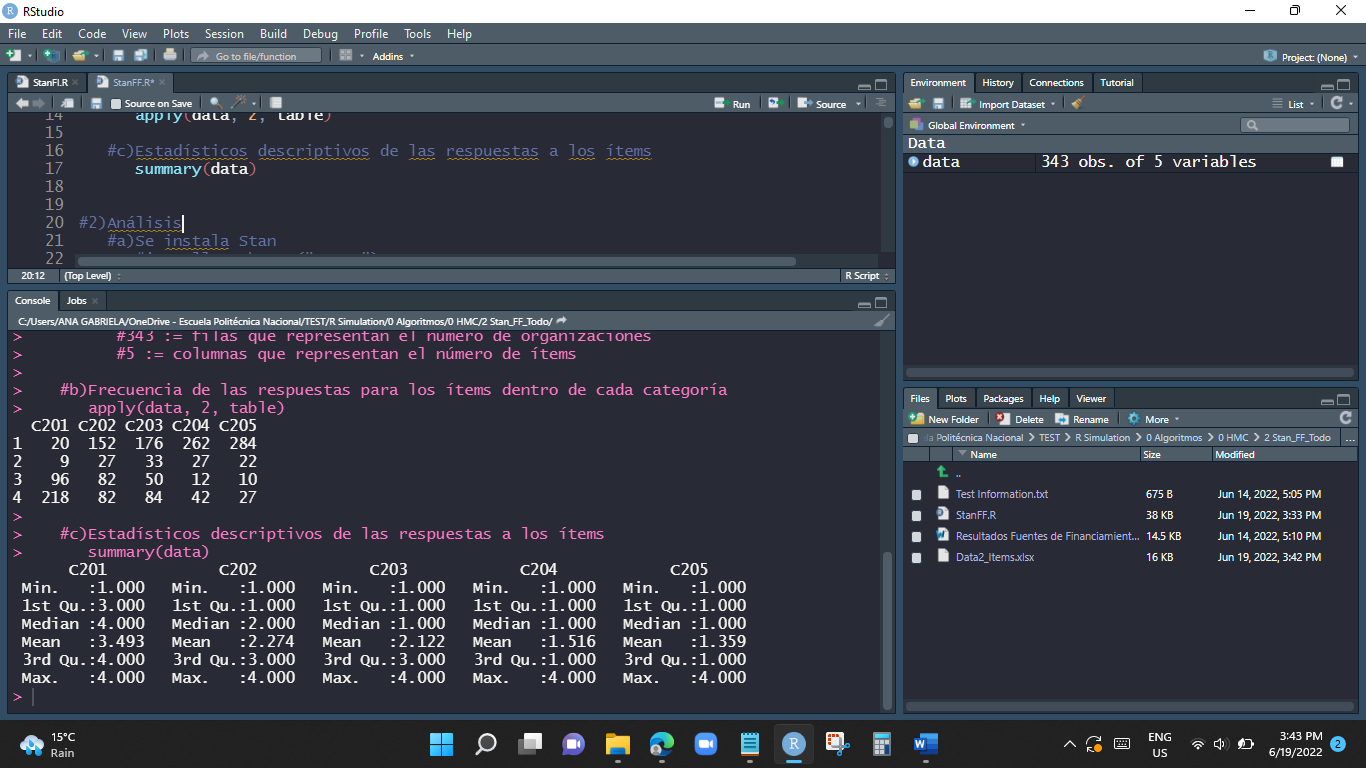 RStudio
File Edit Code View Plots Session Build Debug Profile Tools Help
Go to file/function Addins Project: (None)
StanFI.R StanFF.R*
Source on Save Run Source
14 apply(data, 2, table)
15
16 #c)Estadísticos descriptivos de las respuestas a los ítems
17 summary(data)
18
19
20 #2)Análisis
21 #a)Se instala Stan
22
20:12 (Top Level) R Script
Console Jobs
C:/Users/ANA GABRIELA/OneDrive - Escuela Politécnica Nacional/TEST/R Simulation/0 Algoritmos/0 HMC/2 Stan_FF_Todo/
> #343 := filas que representan el número de organizaciones
> #5 := columnas que representan el número de ítems
>
> #b)Frecuencia de las respuestas para los ítems dentro de cada categoría
> apply(data, 2, table)
c201 c202 c203 c204 c205
1 20 152 176 262 284
2 9 27 33 27 22
3 96 82 50 12 10
4 218 82 84 42 27
>
> #c)Estadísticos descriptivos de las respuestas a los ítems
> summary(data)
c201 c202 c203 c204 c205
Min. :1.000 Min. :1.000 Min. :1.000 Min. :1.000 Min. :1.000
1st Qu.:3.000 1st Qu.:1.000 1st Qu.:1.000 1st Qu.:1.000 1st Qu.:1.000
Median :4.000 Median :2.000 Median :1.000 Median :1.000 Median :1.000
Mean :3.493 Mean :2.274 Mean :2.122 Mean :1.516 Mean :1.359
3rd Qu.:4.000 3rd Qu.:3.000 3rd Qu.:3.000 3rd Qu.:1.000 3rd Qu.:1.000
Max. :4.000 Max. :4.000 Max. :4.000 Max. :4.000 Max. :4.000
>
Environment History Connections Tutorial
Import Dataset List
Global Environment
Data
data 343 obs. of 5 variables
Files Plots Packages Help Viewer
New Folder Delete Rename More
la Politécnica Nacional > TEST > R Simulation > 0 Algoritmos > 0 HMC > 2 Stan_FF_Todo ...
Name Size Modified
..
Test Information.txt 675 B Jun 14, 2022, 5:05 PM
StanFF.R 38 KB Jun 19, 2022, 3:33 PM
Resultados Fuentes de Financiamient... 14.5 KB Jun 14, 2022, 5:10 PM
Data2_Items.xlsx 16 KB Jun 19, 2022, 3:42 PM
15°C
Rain
ENG
US
3:43 PM
6/19/2022
2